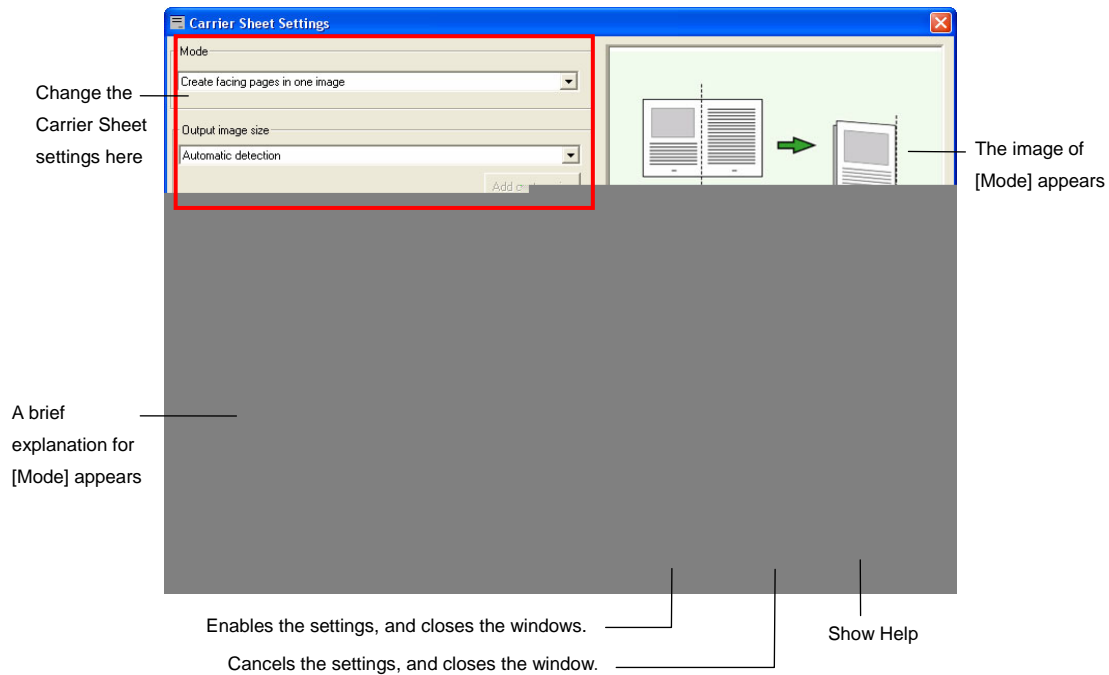 Carrier Sheet Settings
Mode
Create facing pages in one image
Change the
Carrier Sheet
settings here
Output image size
Automatic detection
Add
The image of
[Mode] appears
A brief
explanation for
[Mode] appears
Enables the settings, and closes the windows.
Show Help
Cancels the settings, and closes the window.